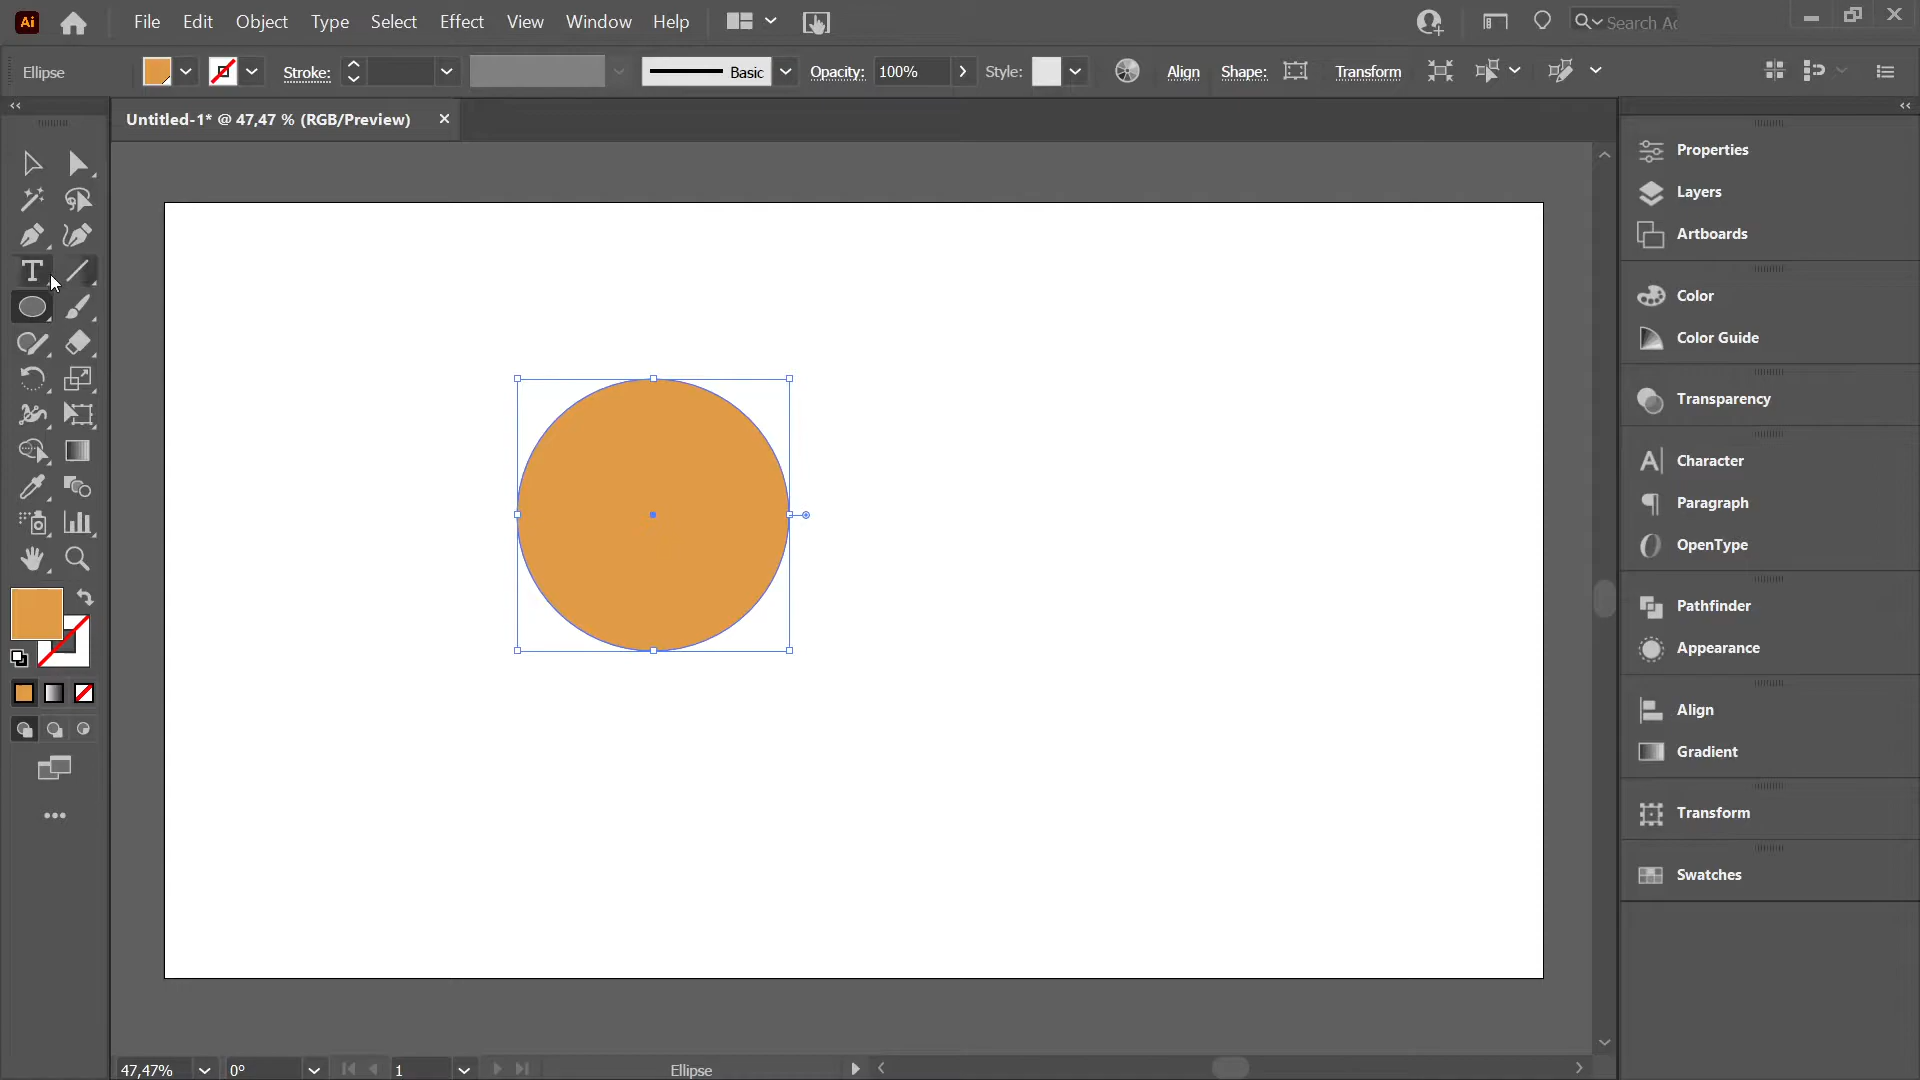 Ai File Edit Object Type Select Effect View Window Help Search Ac
Ellipse Stroke: Basic Opacity: 100% Style: Align Shape: Transform
Untitled-1* @ 47,47 % (RGB/Preview)
Properties
Layers
Artboards
Color
Color Guide
Transparency
Character
Paragraph
OpenType
Pathfinder
Appearance
Align
Gradient
Transform
Swatches
47,47% 0° 1 Ellipse